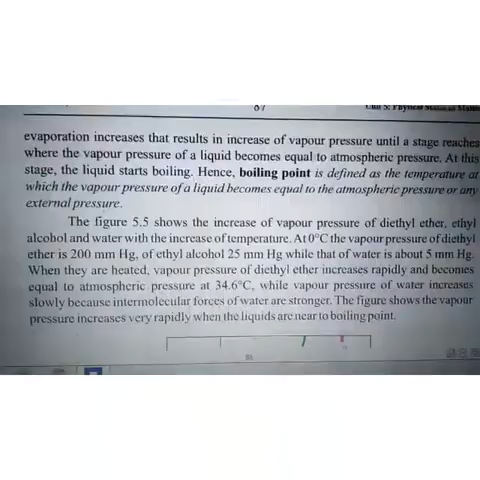 67
Unit 5: Physical States of Matter
evaporation increases that results in increase of vapour pressure until a stage reaches
where the vapour pressure of a liquid becomes equal to atmospheric pressure. At this
stage, the liquid starts boiling. Hence, boiling point is defined as the temperature at
which the vapour pressure of a liquid becomes equal to the atmospheric pressure or any
external pressure.
The figure 5.5 shows the increase of vapour pressure of diethyl ether, ethyl
alcohol and water with the increase of temperature. At 0°C the vapour pressure of diethyl
ether is 200 mm Hg, of ethyl alcohol 25 mm Hg while that of water is about 5 mm Hg.
When they are heated, vapour pressure of diethyl ether increases rapidly and becomes
equal to atmospheric pressure at 34.6°C, while vapour pressure of water increases
slowly because intermolecular forces of water are stronger. The figure shows the vapour
pressure increases very rapidly when the liquids are near to boiling point.